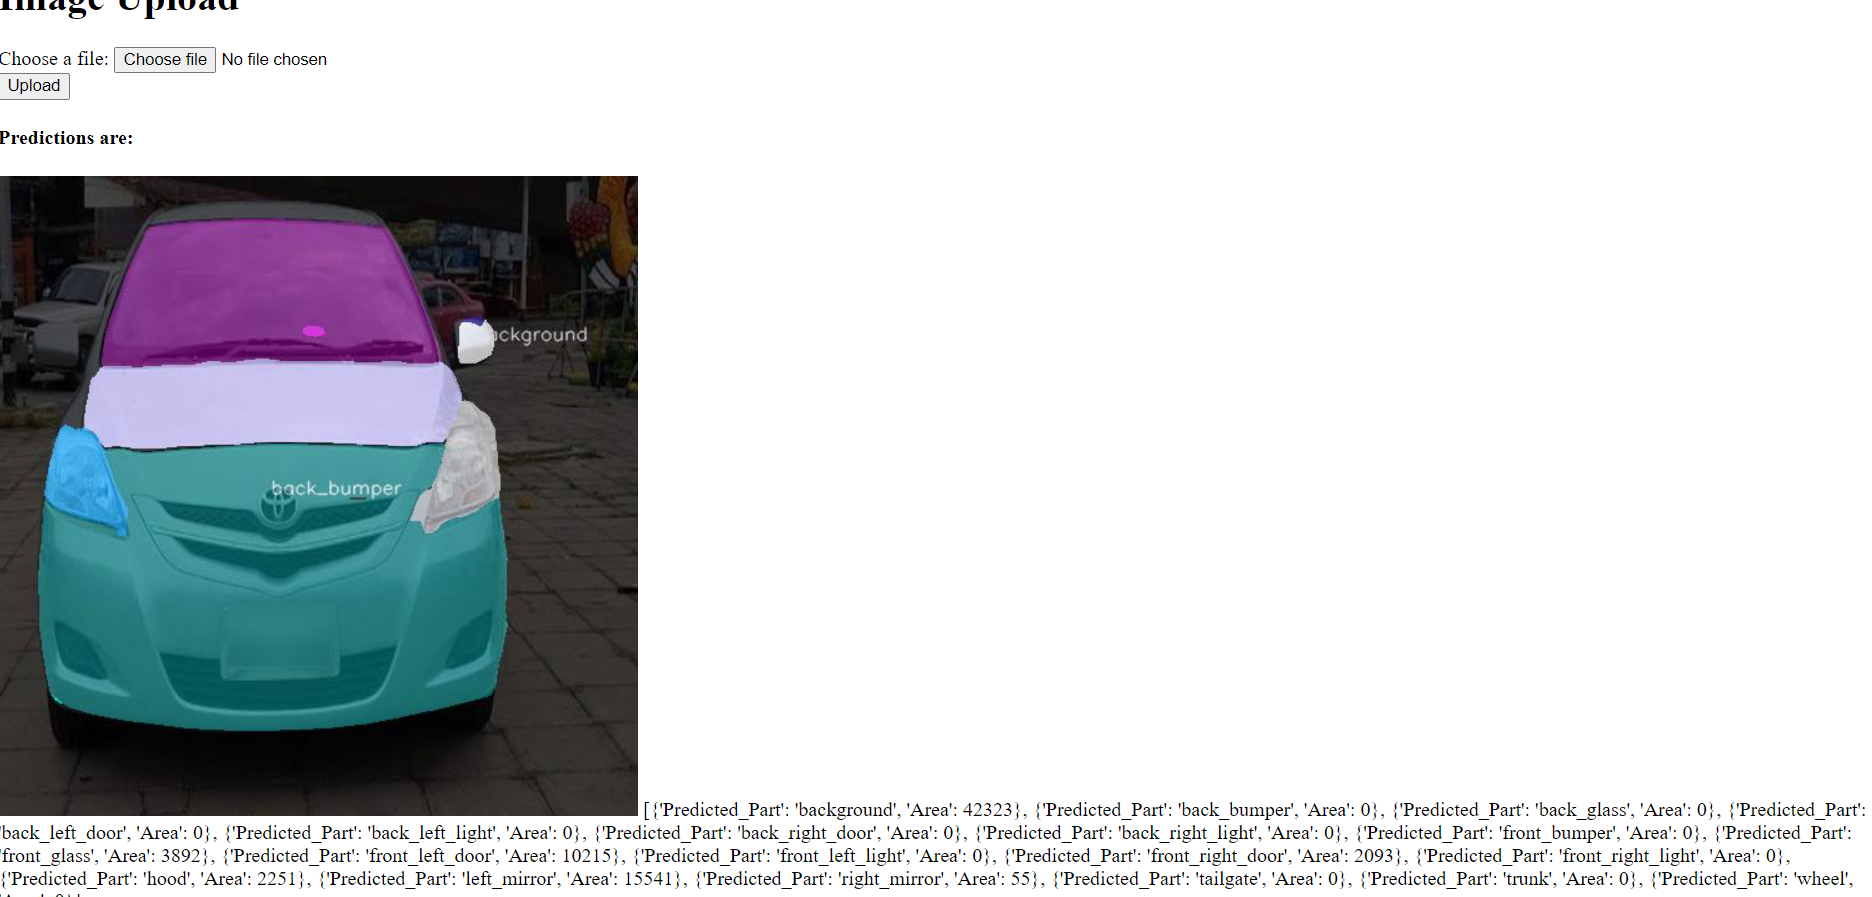 Image Upload
Choose a file: Choose file No file chosen
Upload
Predictions are:
ackground
back_bumper
[{'Predicted_Part': 'background', 'Area': 42323}, {'Predicted_Part': 'back_bumper', 'Area': 0}, {'Predicted_Part': 'back_glass', 'Area': 0}, {'Predicted_Part':
'back_left_door', 'Area': 0}, {'Predicted_Part': 'back_left_light', 'Area': 0}, {'Predicted_Part': 'back_right_door', 'Area': 0}, {'Predicted_Part': 'back_right_light', 'Area': 0}, {'Predicted_Part': 'front_bumper', 'Area': 0}, {'Predicted_Part':
'front_glass', 'Area': 3892}, {'Predicted_Part': 'front_left_door', 'Area': 10215}, {'Predicted_Part': 'front_left_light', 'Area': 0}, {'Predicted_Part': 'front_right_door', 'Area': 2093}, {'Predicted_Part': 'front_right_light', 'Area': 0},
{'Predicted_Part': 'hood', 'Area': 2251}, {'Predicted_Part': 'left_mirror', 'Area': 15541}, {'Predicted_Part': 'right_mirror', 'Area': 55}, {'Predicted_Part': 'tailgate', 'Area': 0}, {'Predicted_Part': 'trunk', 'Area': 0}, {'Predicted_Part': 'wheel',